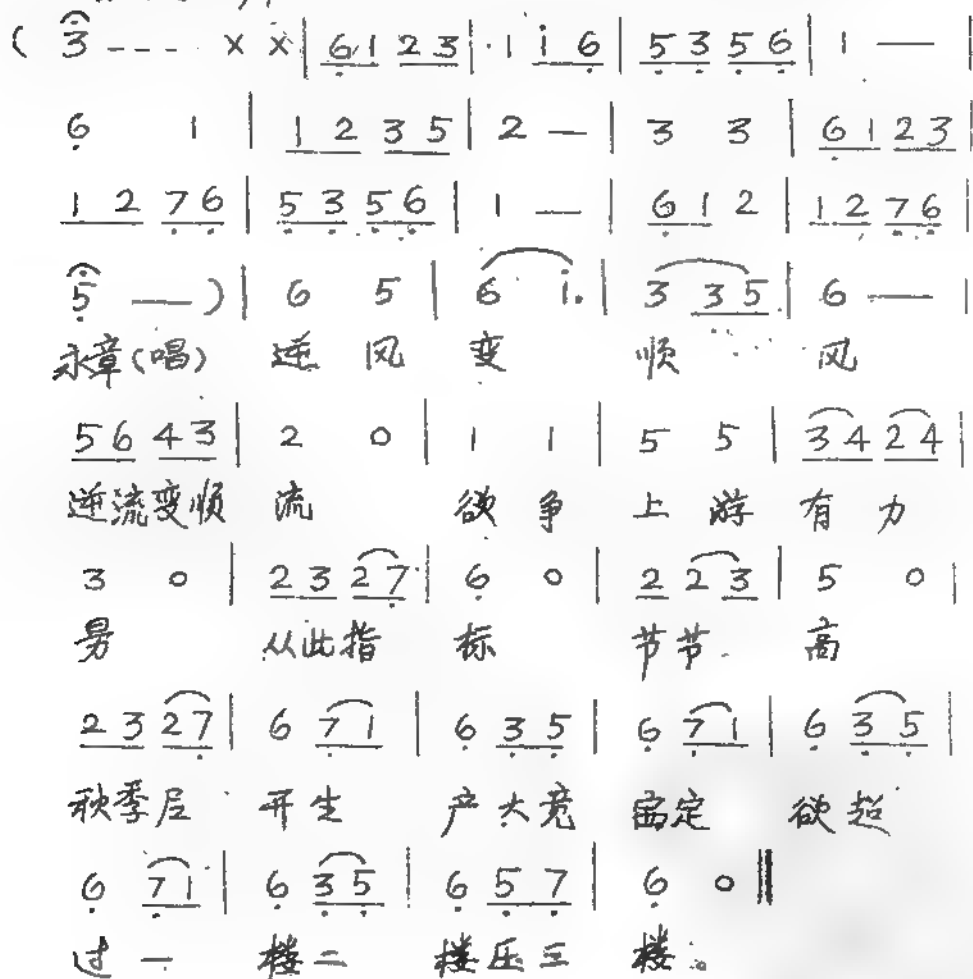 ( 3 - - - - × × | 6 1 2 3 | · 1 i 6 | 5 3 5 6 | 1 — |
6 1 | 1 2 3 5 | 2 — | 3 3 | 6 1 2 3 |
1 2 7 6 | 5 3 5 6 | 1 — | 6 1 2 | 1 2 7 6 |
5 — ) | 6 5 | 6 i. | 3 3 5 | 6 — |
永章(唱) 逆 风 变 顺 风
5 6 4 3 | 2 0 | 1 1 | 5 5 | 3 4 2 4 |
逆流变顺 流 欲 争 上 游 有 力
3 0 | 2 3 2 7 | 6 0 | 2 2 3 | 5 0 |
男 从此指 标 节节 高
2 3 2 7 | 6 7 1 | 6 3 5 | 6 7 1 | 6 3 5 |
秋季 开生 产大竞 定 欲超
6 7 1 | 6 3 5 | 6 5 7 | 6 0 ‖
过一 楼二 楼压三 楼。